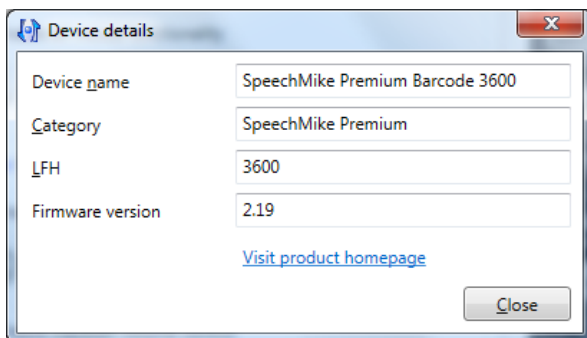 Device details
Device name
SpeechMike Premium Barcode 3600
Category
SpeechMike Premium
LFH
3600
Firmware version
2.19
Visit product homepage
Close